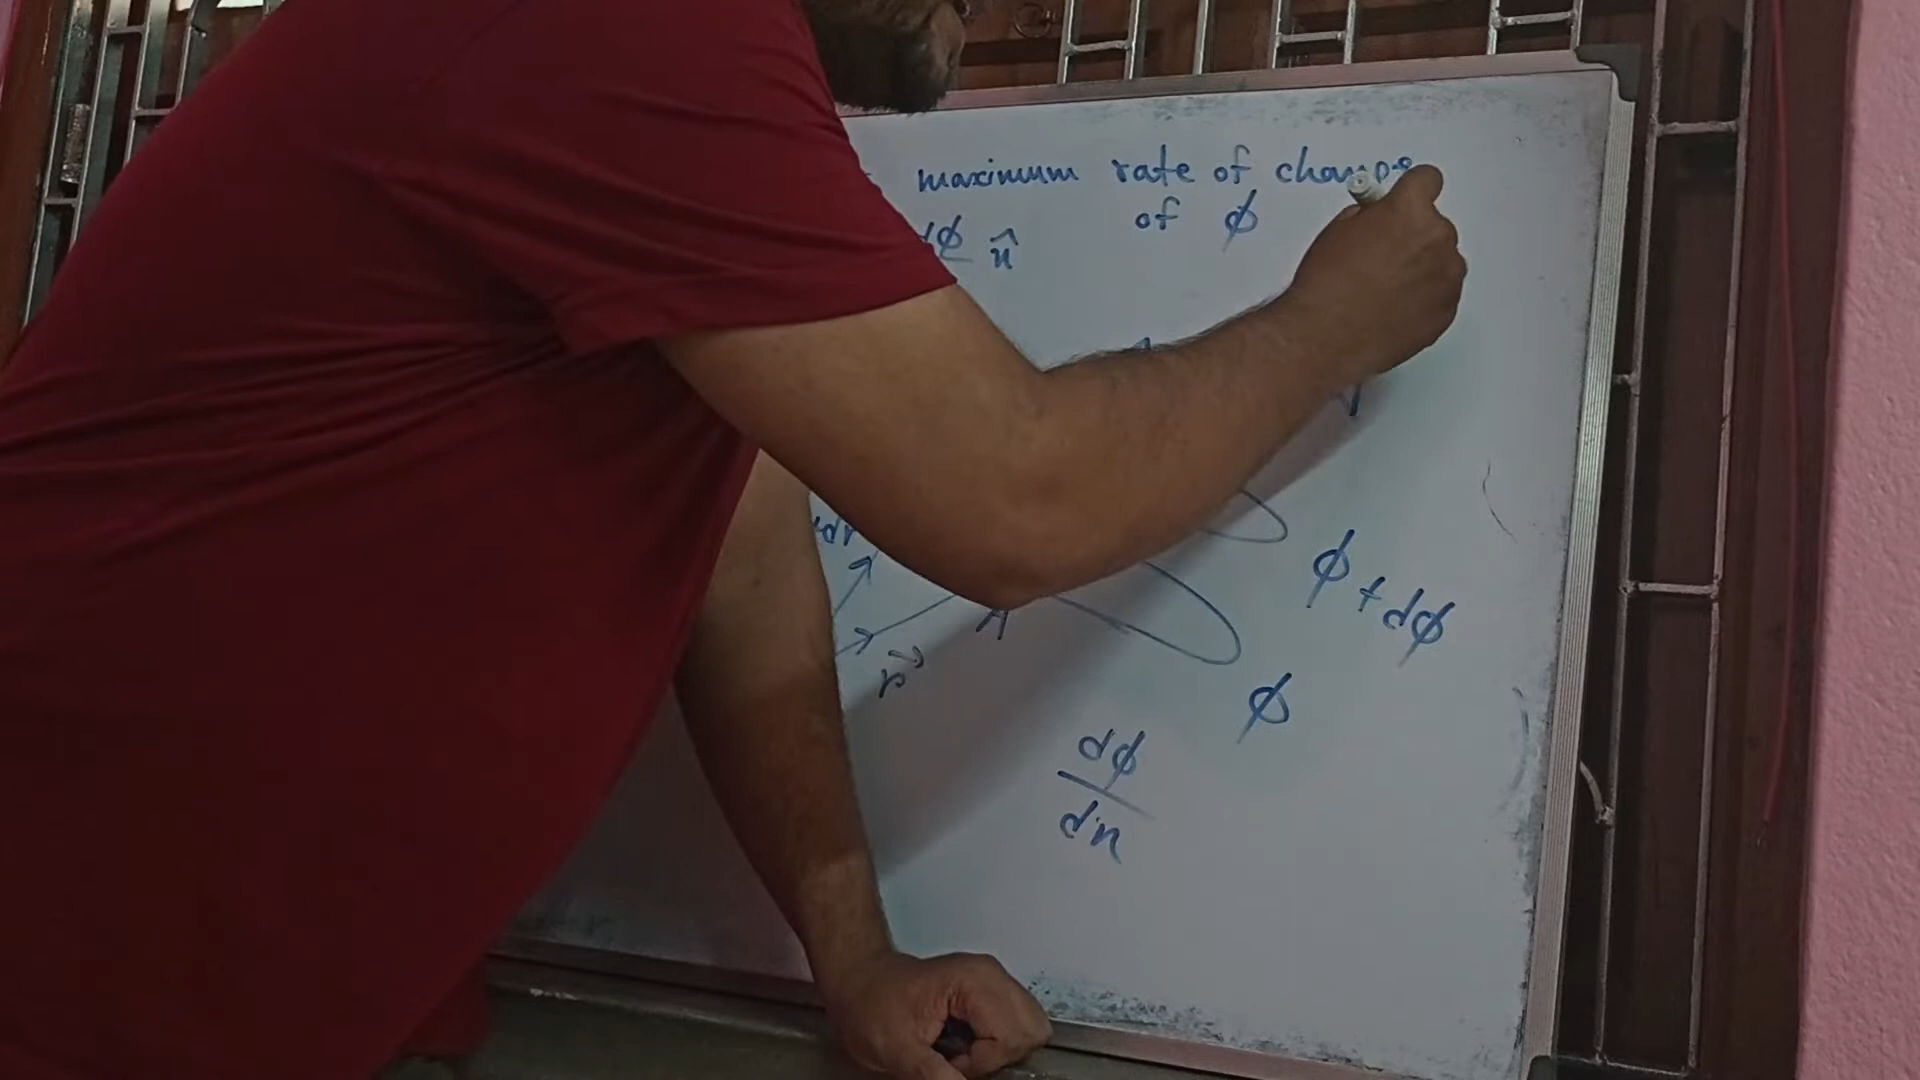 maximum rate of change
of ϕ
dϕ n̂
A
r⃗
ϕ + dϕ
ϕ
dϕ
dn